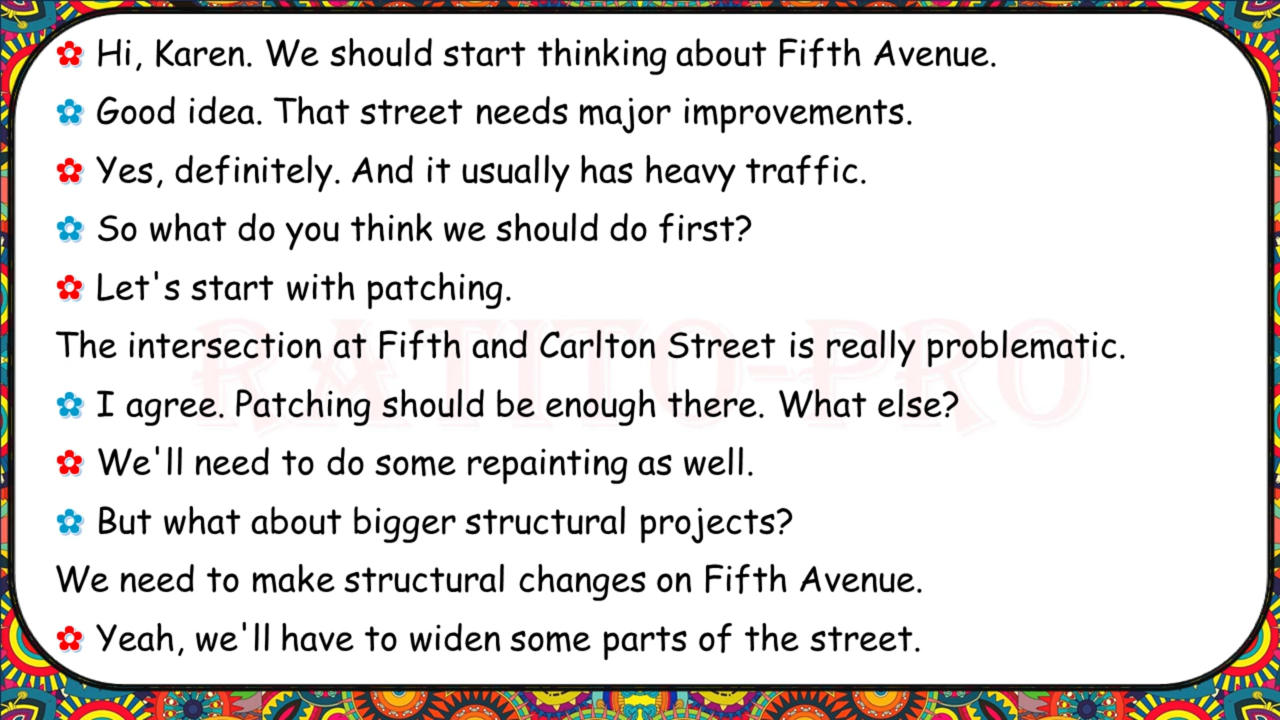 Hi, Karen. We should start thinking about Fifth Avenue.
Good idea. That street needs major improvements.
Yes, definitely. And it usually has heavy traffic.
So what do you think we should do first?
Let's start with patching.
The intersection at Fifth and Carlton Street is really problematic.
RATITO-PRO
I agree. Patching should be enough there. What else?
We'll need to do some repainting as well.
But what about bigger structural projects?
We need to make structural changes on Fifth Avenue.
Yeah, we'll have to widen some parts of the street.